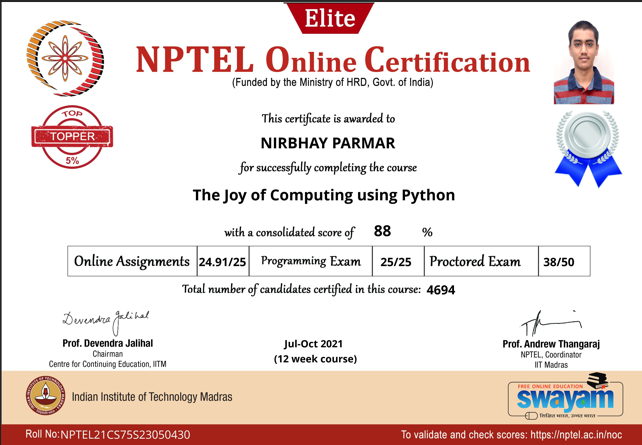 Elite
NPTEL Online Certification
(Funded by the Ministry of HRD, Govt. of India)
TOP
TOPPER
5%
This certificate is awarded to
NIRBHAY PARMAR
for successfully completing the course
The Joy of Computing using Python
with a consolidated score of 88 %
Online Assignments 24.91/25 Programming Exam 25/25 Proctored Exam 38/50
Total number of candidates certified in this course: 4694
Devendra Jalihal
Prof. Devendra Jalihal
Chairman
Centre for Continuing Education, IITM
Jul-Oct 2021
(12 week course)
Prof. Andrew Thangaraj
NPTEL, Coordinator
IIT Madras
Indian Institute of Technology Madras
FREE ONLINE EDUCATION
swayam
शिक्षित भारत, उन्नत भारत
Roll No: NPTEL21CS75S23050430
To validate and check scores: https://nptel.ac.in/noc